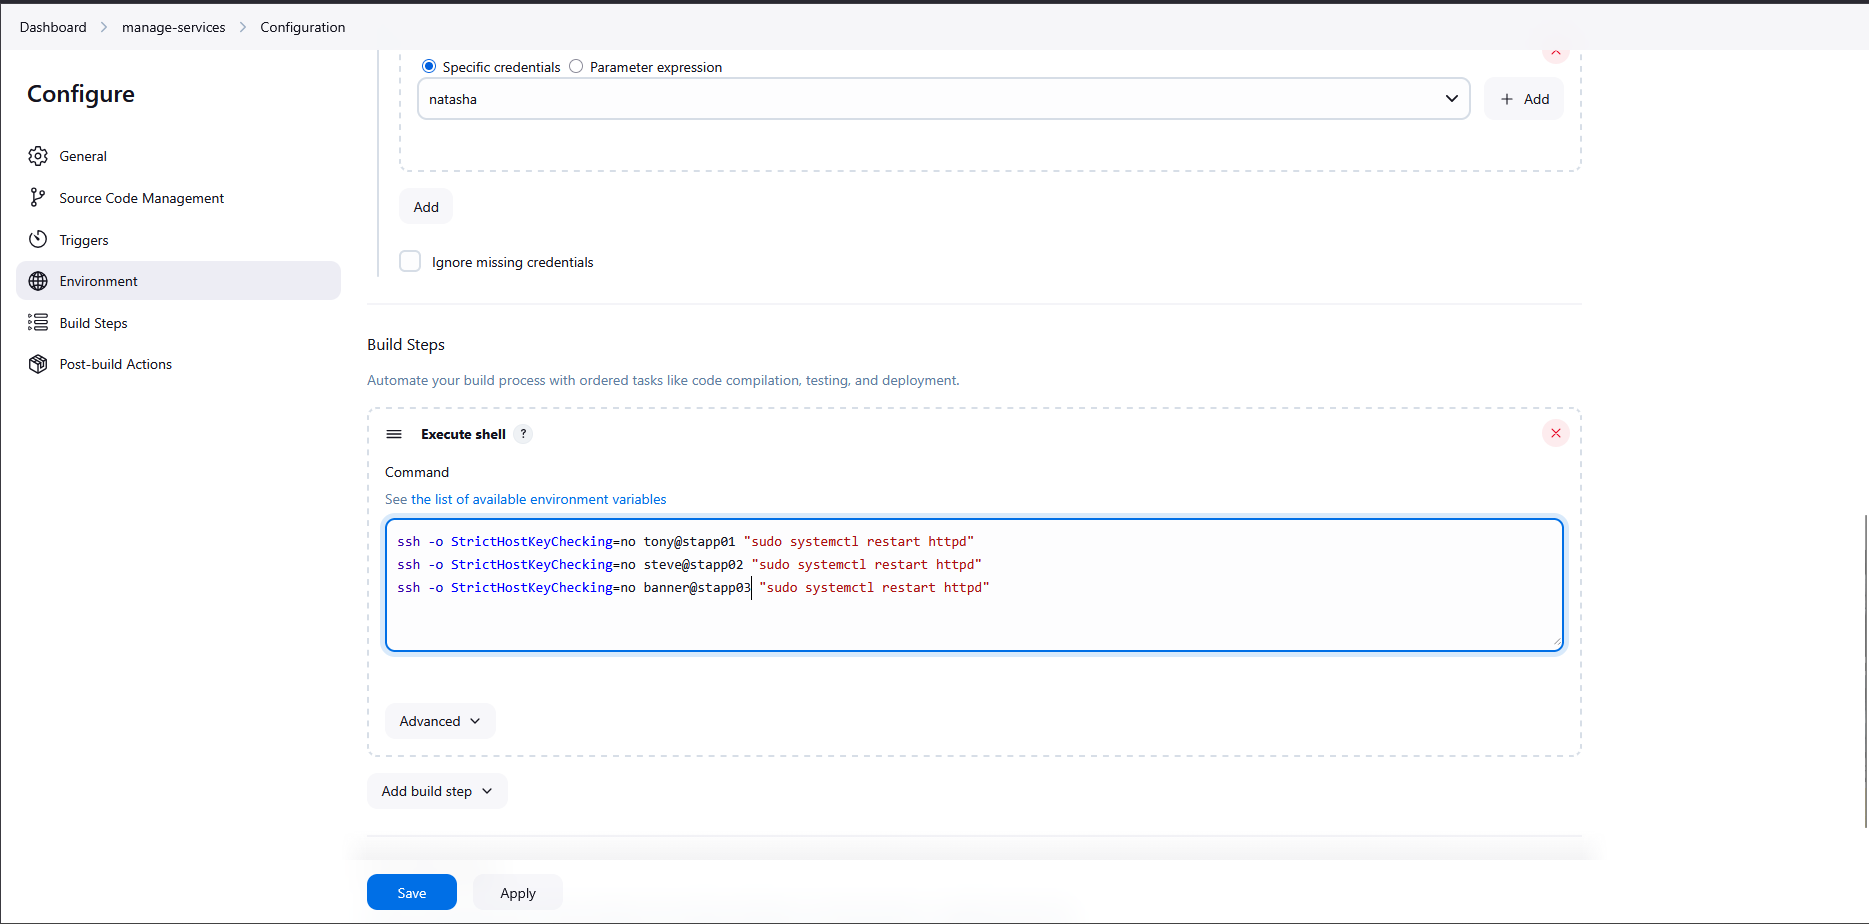 Dashboard > manage-services > Configuration
Configure
General
Source Code Management
Triggers
Environment
Build Steps
Post-build Actions
Specific credentials Parameter expression
natasha
+ Add
Add
Ignore missing credentials
Build Steps
Automate your build process with ordered tasks like code compilation, testing, and deployment.
Execute shell ?
Command
See the list of available environment variables
ssh -o StrictHostKeyChecking=no tony@stapp01 "sudo systemctl restart httpd"
ssh -o StrictHostKeyChecking=no steve@stapp02 "sudo systemctl restart httpd"
ssh -o StrictHostKeyChecking=no banner@stapp03 "sudo systemctl restart httpd"
Advanced
Add build step
Save Apply